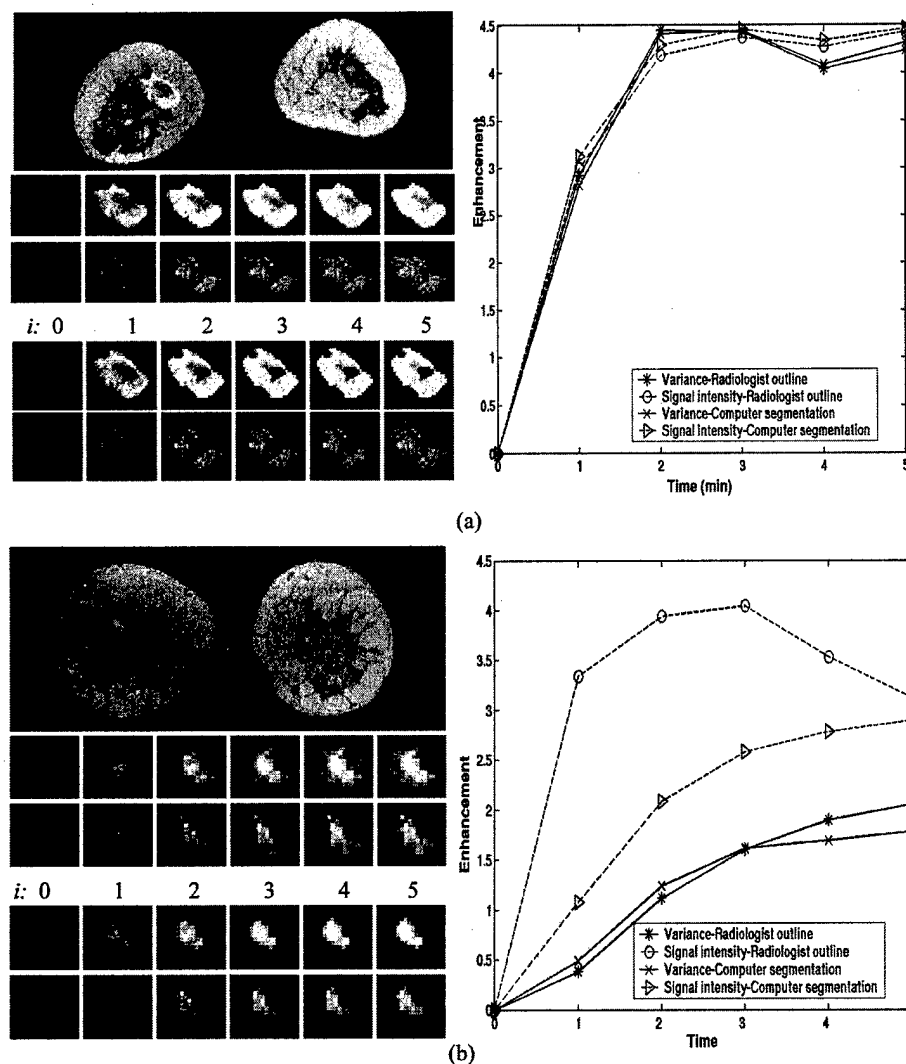 4.5
4
3.5
3
2.5
2
1.5
1
0.5
0
Enhancement
0 1 2 3 4 5
Time (min)
Variance-Radiologist outline
Signal intensity-Radiologist outline
Variance-Computer segmentation
Signal intensity-Computer segmentation
i: 0 1 2 3 4 5
(a)
4.5
4
3.5
3
2.5
2
1.5
1
0.5
0
Enhancement
0 1 2 3 4
Time
Variance-Radiologist outline
Signal intensity-Radiologist outline
Variance-Computer segmentation
Signal intensity-Computer segmentation
i: 0 1 2 3 4 5
(b)